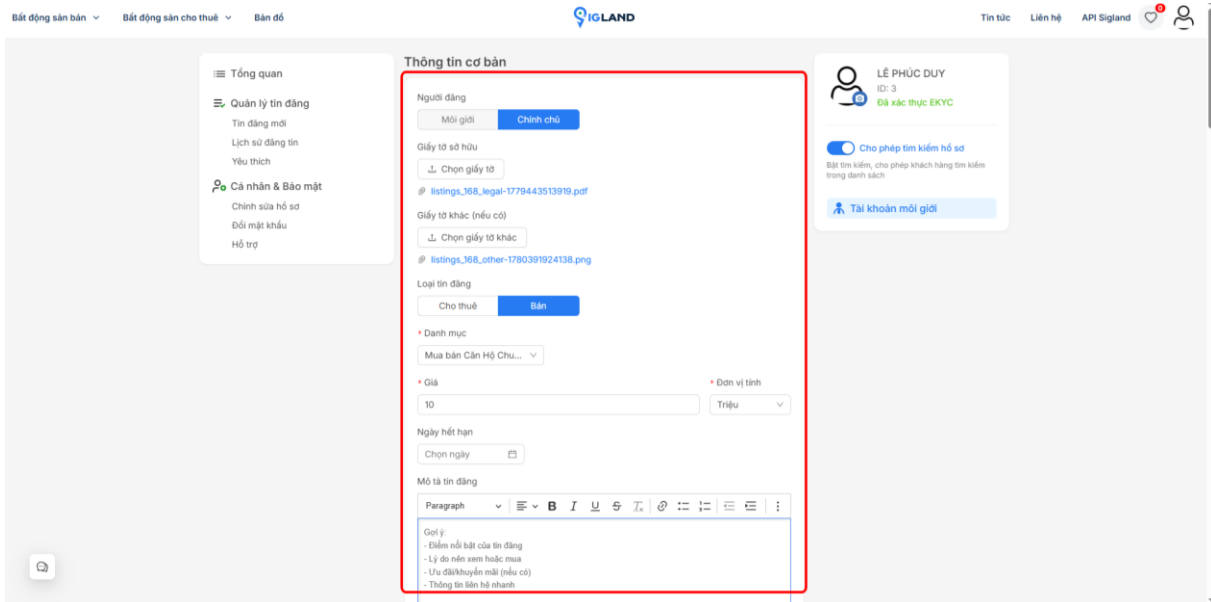 Bất động sản bán
Bất động sản cho thuê
Bản đồ
SIGLAND
Tin tức
Liên hệ
API Sigland
0
Tổng quan
Quản lý tin đăng
Tin đăng mới
Lịch sử đăng tin
Yêu thích
Cá nhân & Bảo mật
Chỉnh sửa hồ sơ
Đổi mật khẩu
Hỗ trợ
Thông tin cơ bản
Người đăng
Môi giới
Chính chủ
Giấy tờ sở hữu
Chọn giấy tờ
listings_168_legal-1779443513919.pdf
Giấy tờ khác (nếu có)
Chọn giấy tờ khác
listings_168_other-1780391924138.png
Loại tin đăng
Cho thuê
Bán
* Danh mục
Mua bán Căn Hộ Chu...
* Giá
* Đơn vị tính
10
Triệu
Ngày hết hạn
Chọn ngày
Mô tả tin đăng
Paragraph
B I U S
Gợi ý:
- Điểm nổi bật của tin đăng
- Lý do nên xem hoặc mua
- Ưu đãi/khuyến mãi (nếu có)
- Thông tin liên hệ nhanh
LÊ PHÚC DUY
ID: 3
Đã xác thực EKYC
Cho phép tìm kiếm hồ sơ
Bật tìm kiếm, cho phép khách hàng tìm kiếm
trong danh sách
Tài khoản môi giới